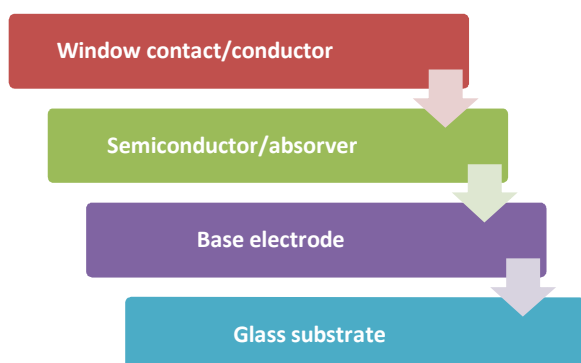 Window contact/conductor
Semiconductor/absorver
Base electrode
Glass substrate